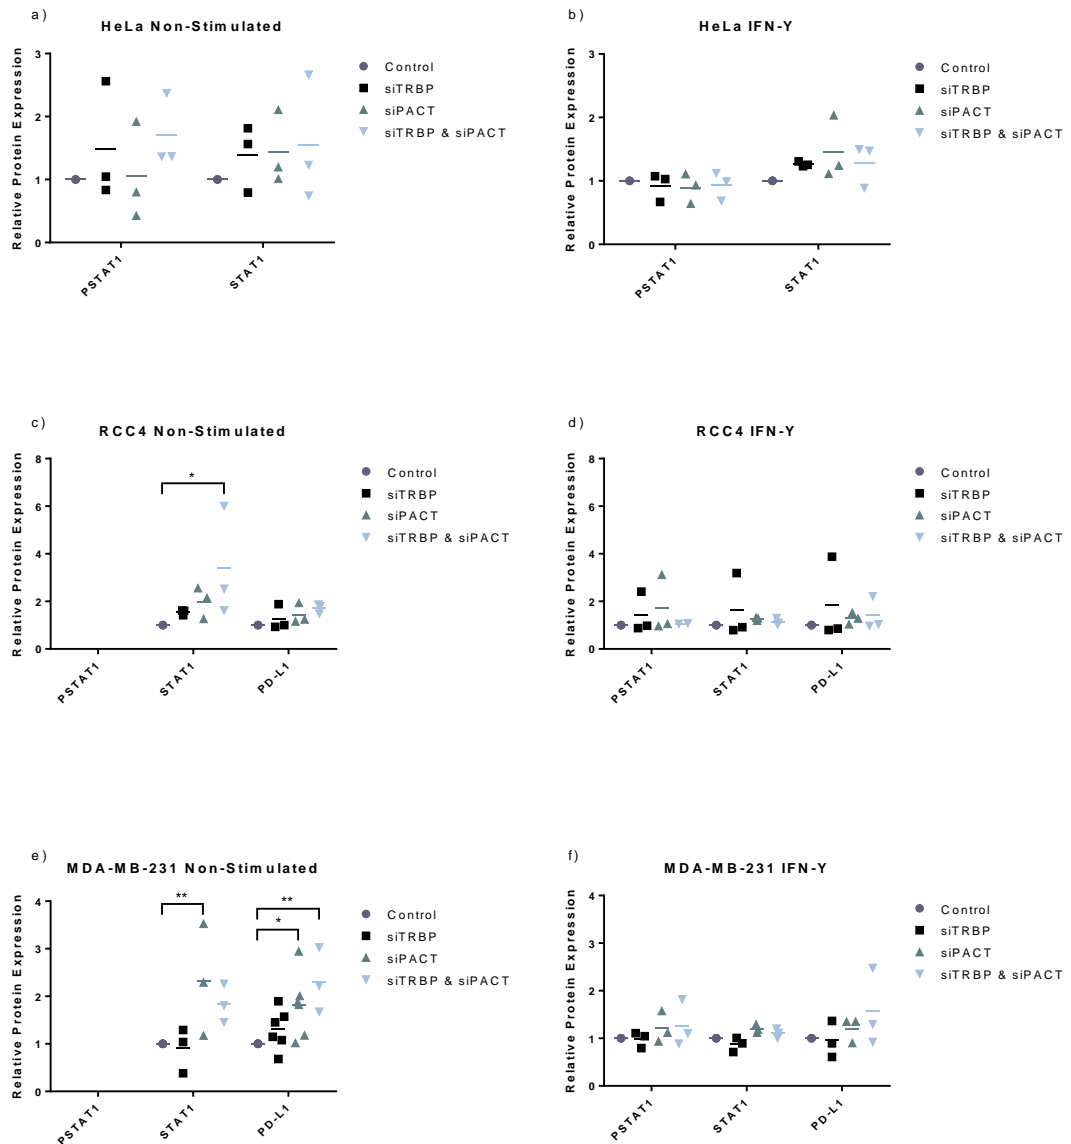 a)
HeLa Non-Stimulated
Relative Protein Expression
3
2
1
0
PSTAT1
STAT1
Control
siTRBP
siPACT
siTRBP & siPACT
b)
HeLa IFN-Y
Relative Protein Expression
3
2
1
0
PSTAT1
STAT1
Control
siTRBP
siPACT
siTRBP & siPACT
c)
RCC4 Non-Stimulated
Relative Protein Expression
8
6
4
2
0
*
PSTAT1
STAT1
PD-L1
Control
siTRBP
siPACT
siTRBP & siPACT
d)
RCC4 IFN-Y
Relative Protein Expression
8
6
4
2
0
PSTAT1
STAT1
PD-L1
Control
siTRBP
siPACT
siTRBP & siPACT
e)
MDA-MB-231 Non-Stimulated
Relative Protein Expression
4
3
2
1
0
**
**
*
PSTAT1
STAT1
PD-L1
Control
siTRBP
siPACT
siTRBP & siPACT
f)
MDA-MB-231 IFN-Y
Relative Protein Expression
4
3
2
1
0
PSTAT1
STAT1
PD-L1
Control
siTRBP
siPACT
siTRBP & siPACT